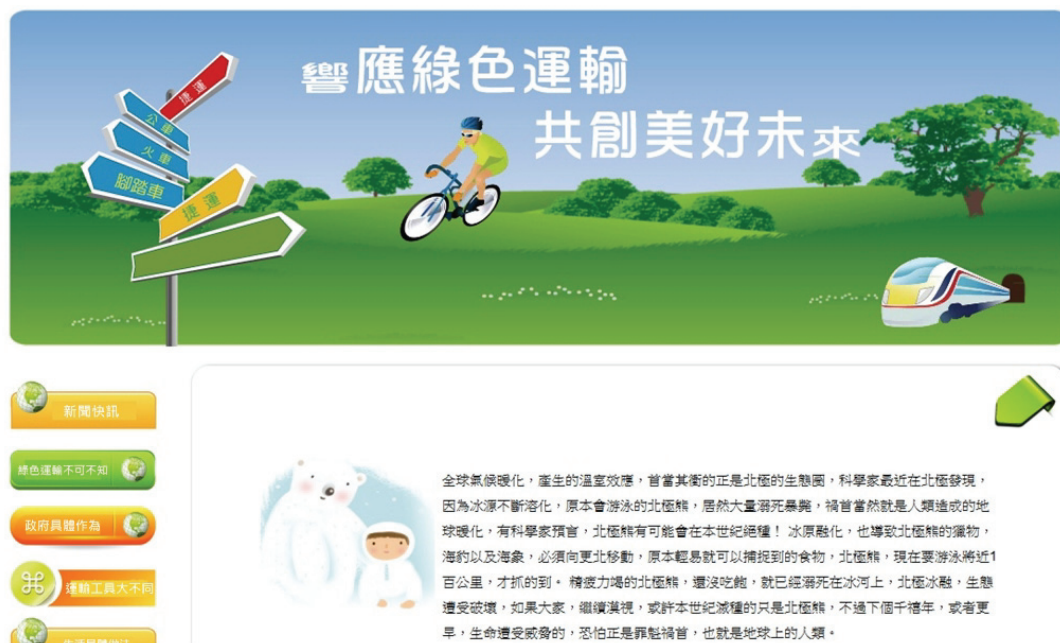 響應綠色運輸
共創美好未來
捷運
公車
火車
腳踏車
捷運
新聞快訊
綠色運輸不可不知
政府具體作為
運輸工具大不同
全球氣候暖化，產生的溫室效應，首當其衝的正是北極的生態圈，科學家最近在北極發現，
因為冰源不斷溶化，原本會游泳的北極熊，居然大量溺死暴斃，禍首當然就是人類造成的地
球暖化，有科學家預言，北極熊有可能會在本世紀絕種！ 冰原融化，也導致北極熊的獵物，
海豹以及海象，必須向更北移動，原本輕易就可以捕捉到的食物，北極熊，現在要游泳將近1
百公里，才抓的到。 精疲力竭的北極熊，還沒吃飽，就已經溺死在冰河上，北極冰融，生態
遭受破壞，如果大家，繼續漠視，或許本世紀滅種的只是北極熊，不過下個千禧年，或者更
早，生命遭受威脅的，恐怕正是罪魁禍首，也就是地球上的人類。